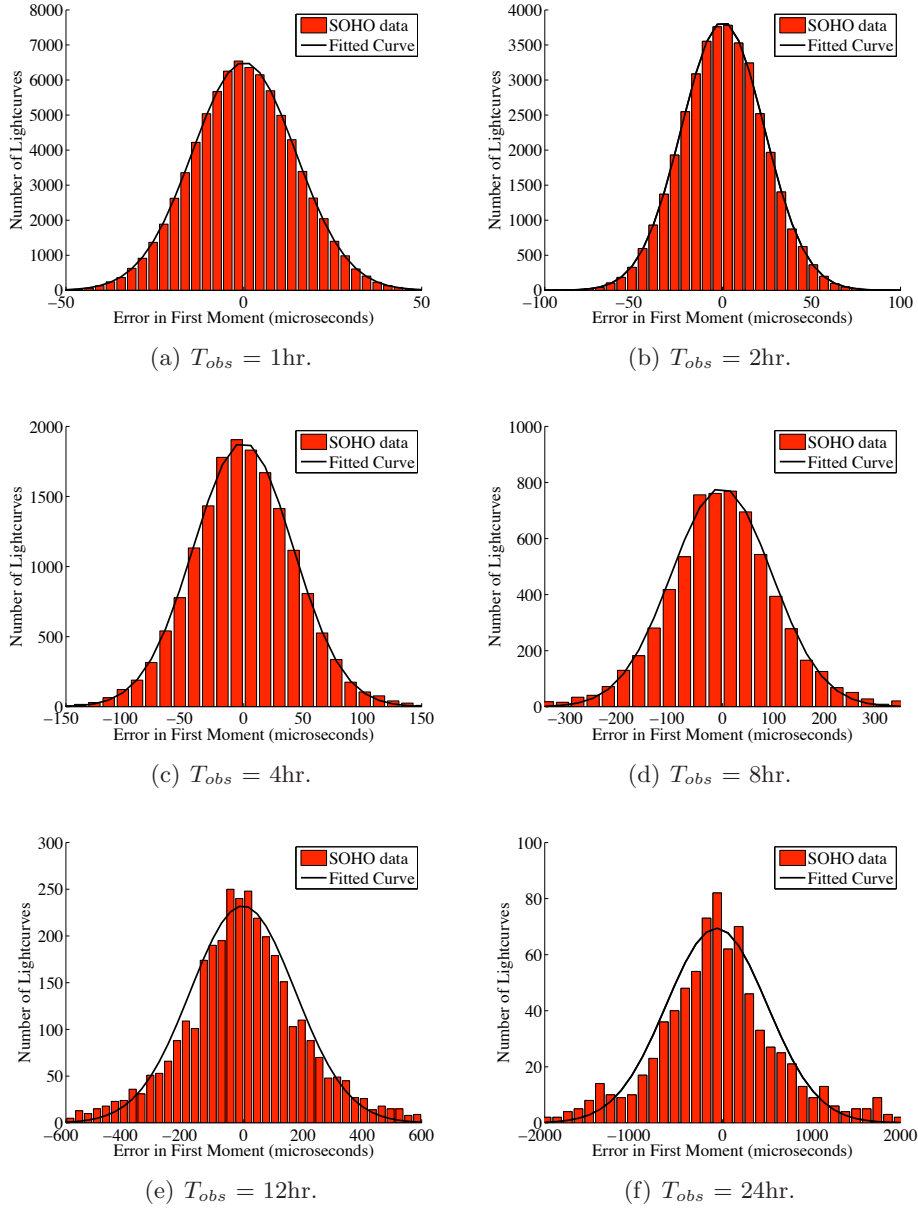 8000
7000
6000
5000
4000
3000
2000
1000
0
Number of Lightcurves
SOHO data
Fitted Curve
−50 0 50
Error in First Moment (microseconds)
(a) T_obs = 1hr.
4000
3500
3000
2500
2000
1500
1000
500
0
Number of Lightcurves
SOHO data
Fitted Curve
−100 −50 0 50 100
Error in First Moment (microseconds)
(b) T_obs = 2hr.
2000
1500
1000
500
0
Number of Lightcurves
SOHO data
Fitted Curve
−150 −100 −50 0 50 100 150
Error in First Moment (microseconds)
(c) T_obs = 4hr.
1000
800
600
400
200
0
Number of Lightcurves
SOHO data
Fitted Curve
−300 −200 −100 0 100 200 300
Error in First Moment (microseconds)
(d) T_obs = 8hr.
300
250
200
150
100
50
0
Number of Lightcurves
SOHO data
Fitted Curve
−600 −400 −200 0 200 400 600
Error in First Moment (microseconds)
(e) T_obs = 12hr.
100
80
60
40
20
0
Number of Lightcurves
SOHO data
Fitted Curve
−2000 −1000 0 1000 2000
Error in First Moment (microseconds)
(f) T_obs = 24hr.